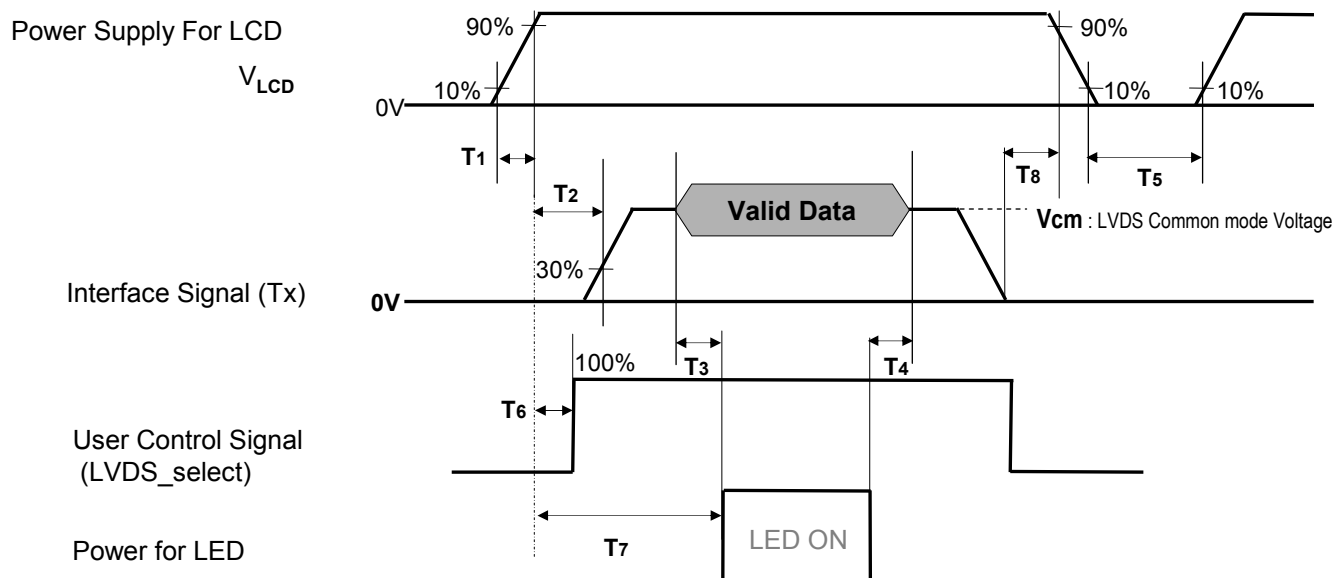 Power Supply For LCD
VLCD
90%
90%
10%
10%
10%
0V
T1
T2
T8
T5
Valid Data
Vcm : LVDS Common mode Voltage
30%
Interface Signal (Tx)
0V
T3
T4
100%
T6
User Control Signal
(LVDS_select)
T7
LED ON
Power for LED